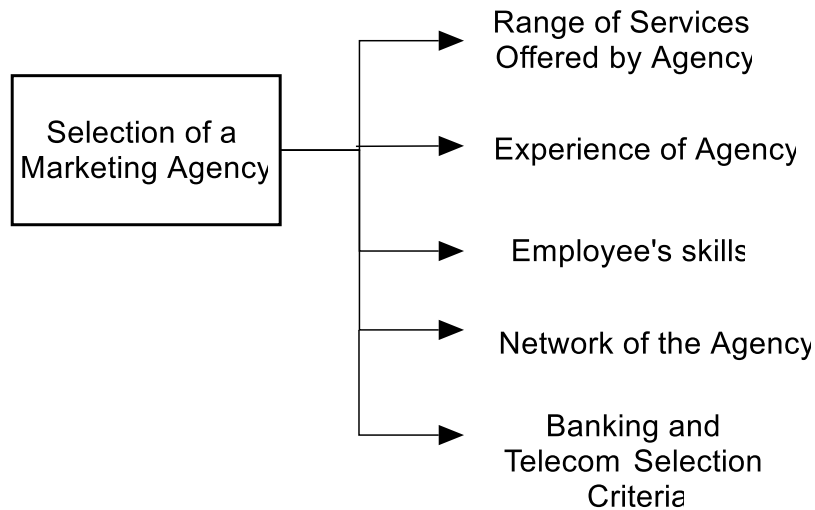 Selection of a
Marketing Agency
Range of Services
Offered by Agency
Experience of Agency
Employee's skills
Network of the Agency
Banking and
Telecom Selection
Criteria